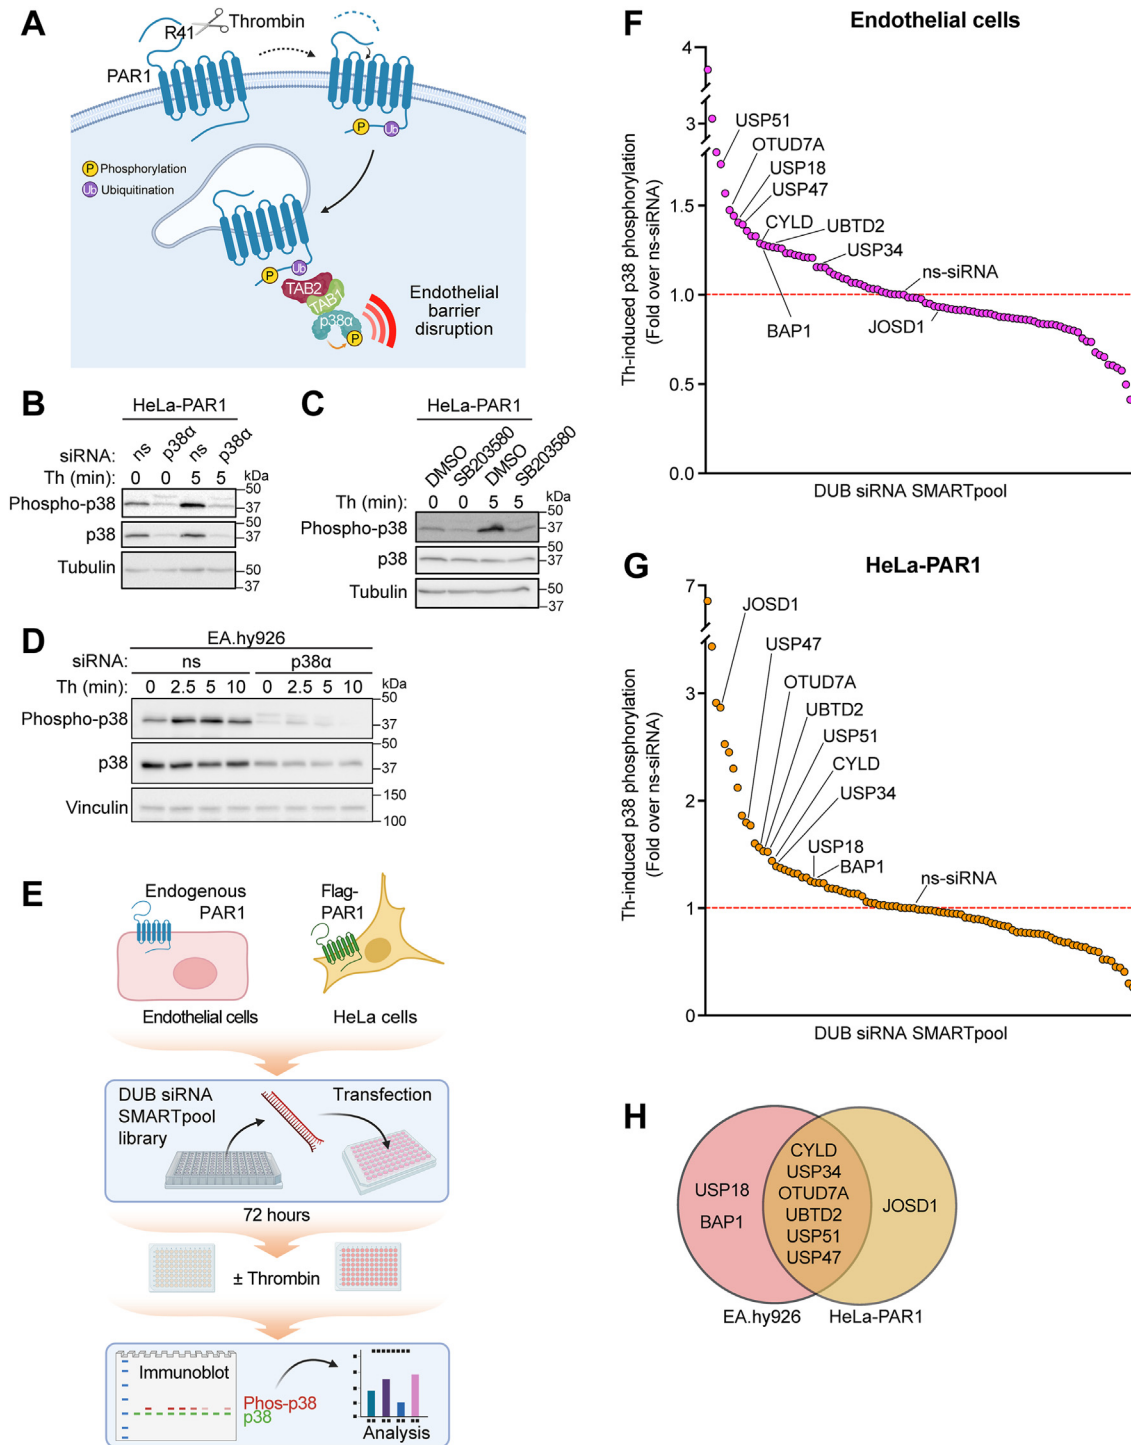 A
R41
Thrombin
PAR1
P
Ub
P Phosphorylation
Ub Ubiquitination
P
Ub
TAB2
TAB1
p38α
P
Endothelial
barrier
disruption
B
HeLa-PAR1
siRNA: ns p38α ns p38α
Th (min): 0 0 5 5 kDa
Phospho-p38
50
37
p38
50
37
Tubulin
50
37
C
HeLa-PAR1
DMSO SB203580 DMSO SB203580
Th (min): 0 0 5 5 kDa
Phospho-p38
50
37
p38
50
37
Tubulin
50
37
D
EA.hy926
siRNA: ns p38α
Th (min): 0 2.5 5 10 0 2.5 5 10 kDa
Phospho-p38
50
37
p38
50
37
Vinculin
150
100
E
Endogenous
PAR1
Flag-
PAR1
Endothelial cells
HeLa cells
DUB siRNA
SMARTpool
library
Transfection
72 hours
± Thrombin
Immunoblot
Phos-p38
p38
Analysis
F
Endothelial cells
Th-induced p38 phosphorylation
(Fold over ns-siRNA)
4
3
1.5
1.0
0.5
0.0
USP51
OTUD7A
USP18
USP47
CYLD
UBTD2
USP34
ns-siRNA
BAP1
JOSD1
DUB siRNA SMARTpool
G
HeLa-PAR1
Th-induced p38 phosphorylation
(Fold over ns-siRNA)
7
3
2
1
0
JOSD1
USP47
OTUD7A
UBTD2
USP51
CYLD
USP34
USP18
BAP1
ns-siRNA
DUB siRNA SMARTpool
H
USP18
BAP1
CYLD
USP34
OTUD7A
UBTD2
USP51
USP47
JOSD1
EA.hy926
HeLa-PAR1